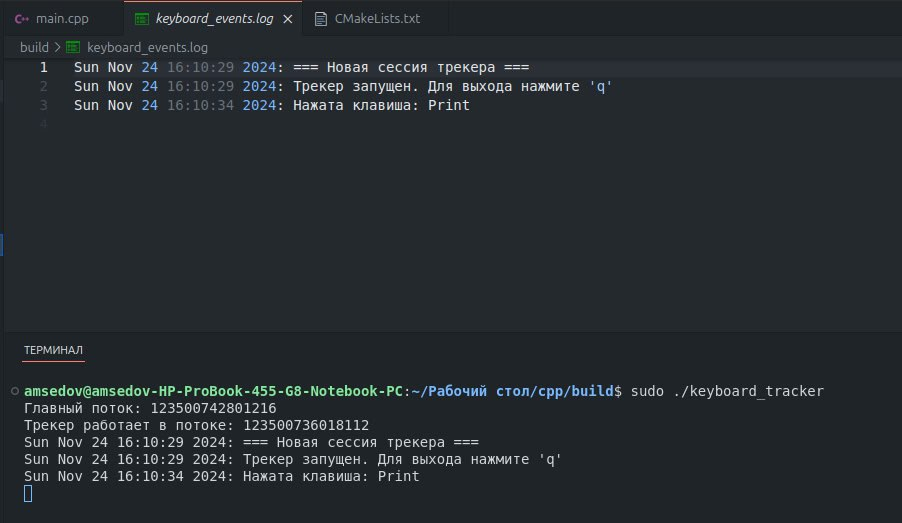 main.cpp keyboard_events.log CMakeLists.txt
build > keyboard_events.log
1 Sun Nov 24 16:10:29 2024: === Новая сессия трекера ===
2 Sun Nov 24 16:10:29 2024: Трекер запущен. Для выхода нажмите 'q'
3 Sun Nov 24 16:10:34 2024: Нажата клавиша: Print
4
ТЕРМИНАЛ
amsedov@amsedov-HP-ProBook-455-G8-Notebook-PC:~/Рабочий стол/cpp/build$ sudo ./keyboard_tracker
Главный поток: 123500742801216
Трекер работает в потоке: 123500736018112
Sun Nov 24 16:10:29 2024: === Новая сессия трекера ===
Sun Nov 24 16:10:29 2024: Трекер запущен. Для выхода нажмите 'q'
Sun Nov 24 16:10:34 2024: Нажата клавиша: Print